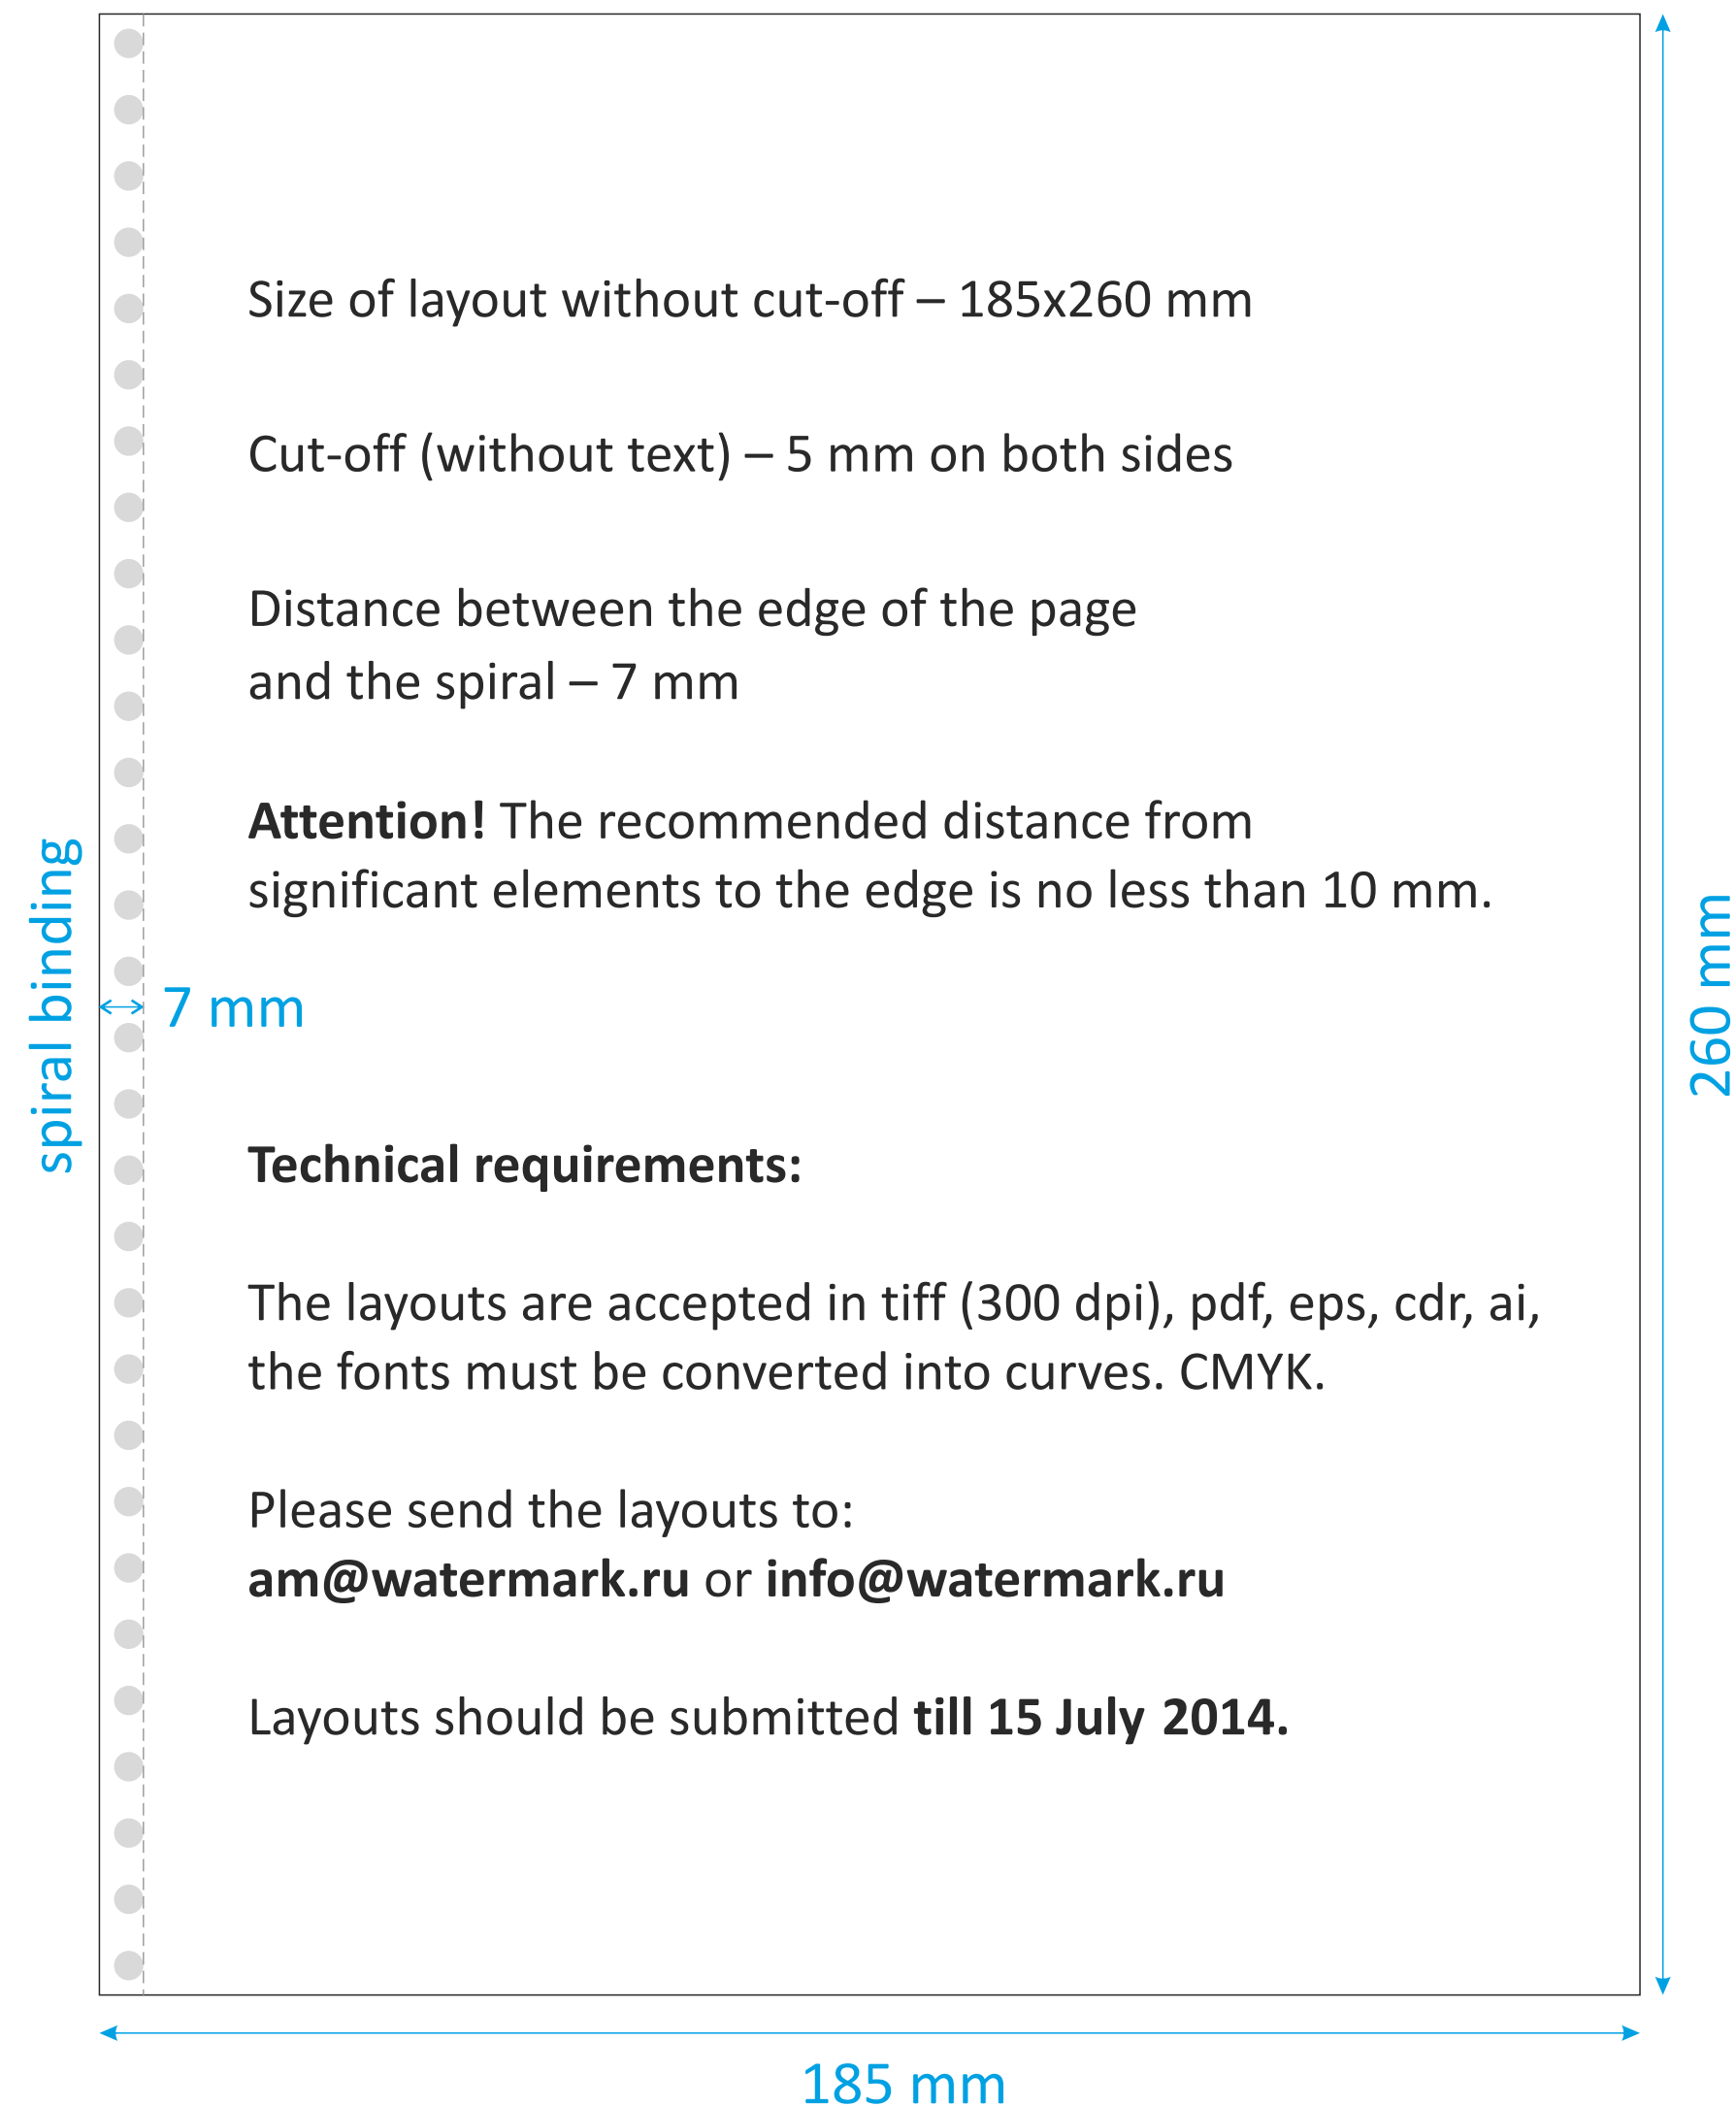 Size of layout without cut-off – 185x260 mm
Cut-off (without text) – 5 mm on both sides
Distance between the edge of the page
and the spiral – 7 mm
Attention! The recommended distance from
significant elements to the edge is no less than 10 mm.
spiral binding
7 mm
260 mm
Technical requirements:
The layouts are accepted in tiff (300 dpi), pdf, eps, cdr, ai,
the fonts must be converted into curves. CMYK.
Please send the layouts to:
am@watermark.ru or info@watermark.ru
Layouts should be submitted till 15 July 2014.
185 mm